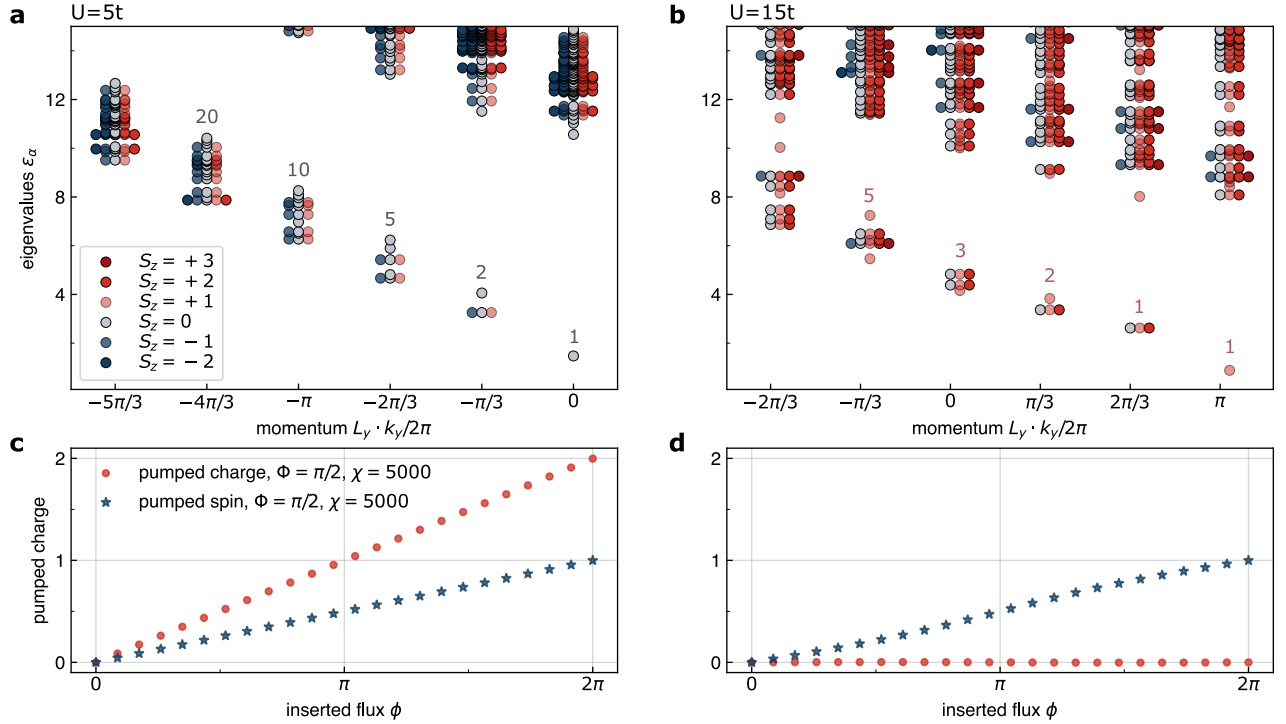 a U=5t
eigenvalues ε_α
12
8
4
20
10
5
2
1
S_z = + 3
S_z = + 2
S_z = + 1
S_z = 0
S_z = − 1
S_z = − 2
−5π/3 −4π/3 −π −2π/3 −π/3 0
momentum L_y · k_y/2π
b U=15t
12
8
4
5
3
2
1
1
−2π/3 −π/3 0 π/3 2π/3 π
momentum L_y · k_y/2π
c
pumped charge
2
1
0
pumped charge, Φ = π/2, χ = 5000
pumped spin, Φ = π/2, χ = 5000
0 π 2π
inserted flux ϕ
d
2
1
0
0 π 2π
inserted flux ϕ